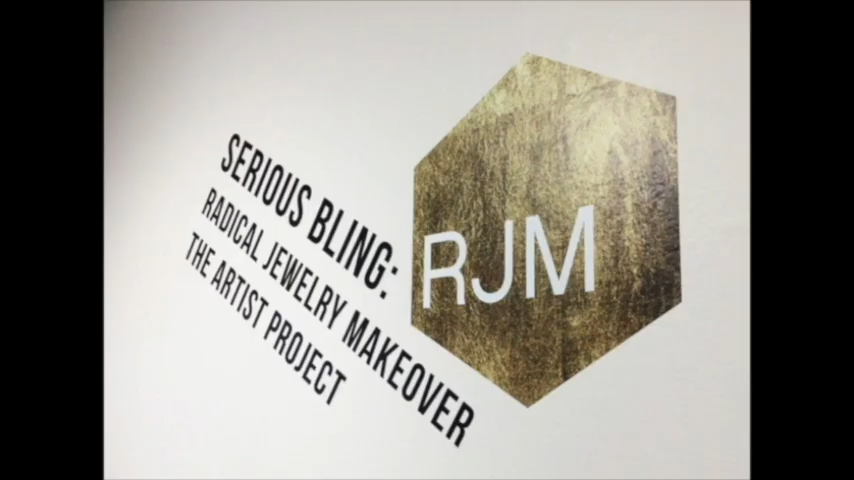 SERIOUS BLING:
RADICAL JEWELRY MAKEOVER
THE ARTIST PROJECT
RJM